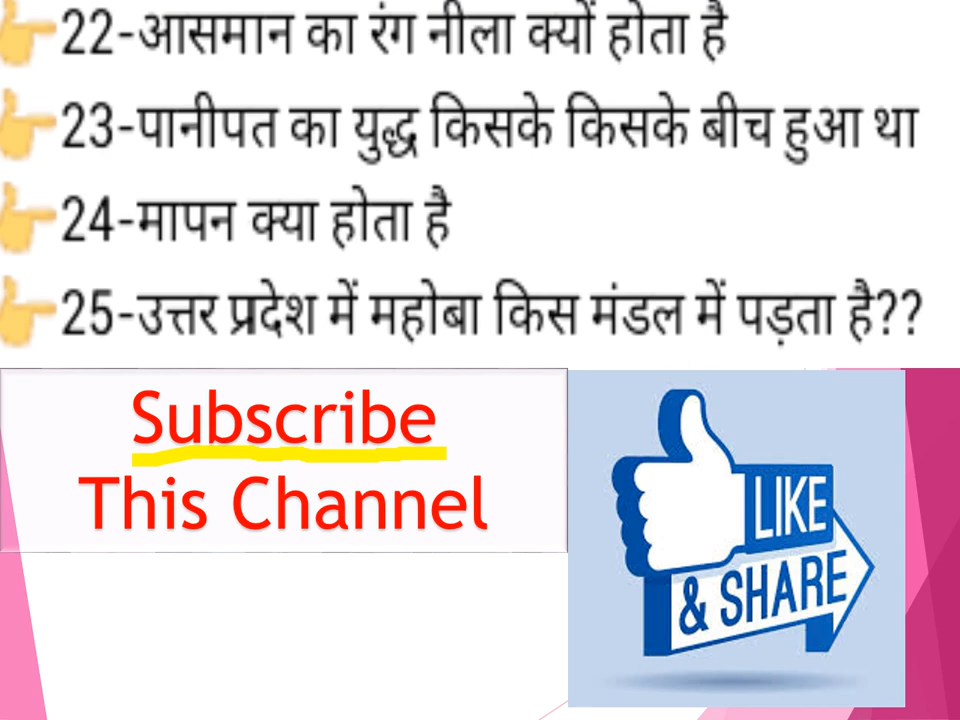 22-आसमान का रंग नीला क्यों होता है
23-पानीपत का युद्ध किसके किसके बीच हुआ था
24-मापन क्या होता है
25-उत्तर प्रदेश में महोबा किस मंडल में पड़ता है??
Subscribe
This Channel
LIKE
& SHARE